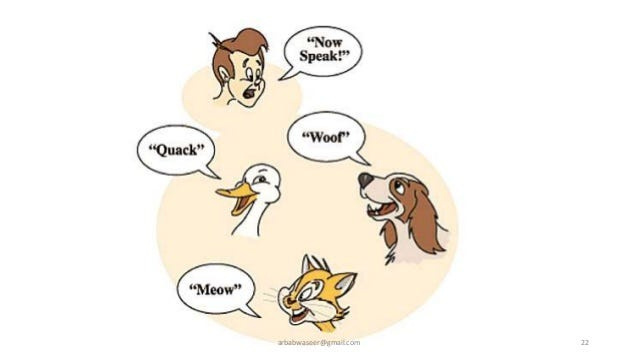 “Now
Speak!”
“Woof”
“Quack”
“Meow”
arbabwaseer@gmail.com
22